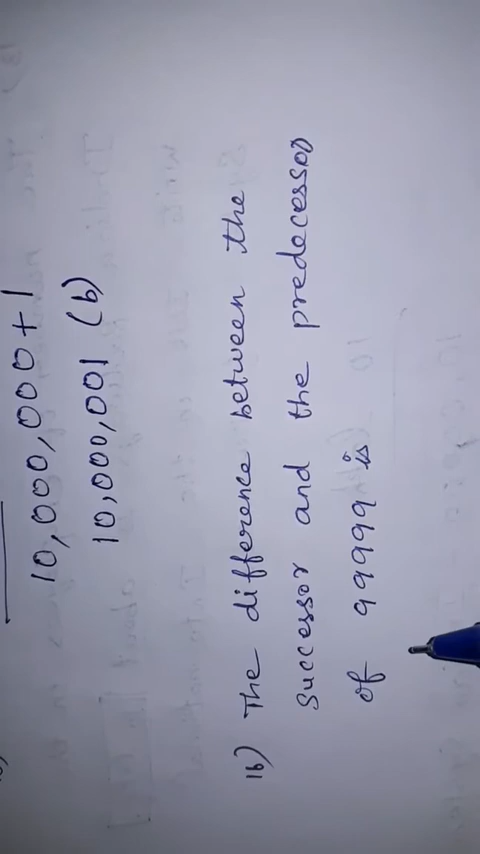 10,000,000+1
10,000,001 (b)
16) The difference between the
Successor and the predecessor
of 99999 is